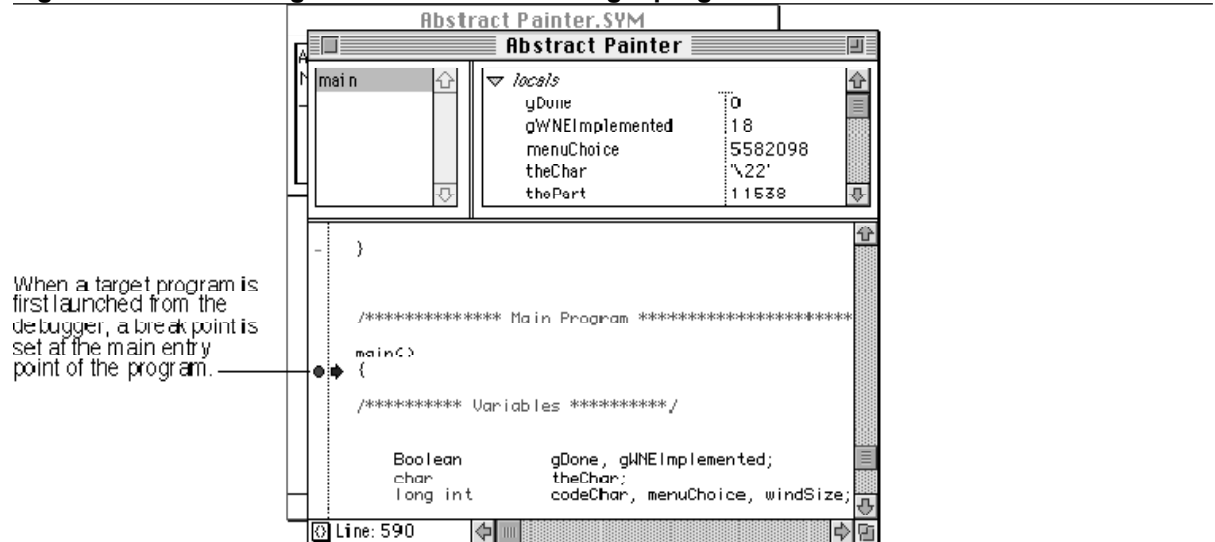 Abstract Painter.SYM
Abstract Painter
main
locals
gDone 0
gWNEImplemented 18
menuChoice 5582098
theChar '\22'
thePart 11538
}
/************** Main Program ***********************
When a target program is
first launched from the
debugger, a breakpoint is
set at the main entry
point of the program.
main()
{
/********** Variables **********/
Boolean gDone, gWNEImplemented;
char theChar;
long int codeChar, menuChoice, windSize;
Line: 590